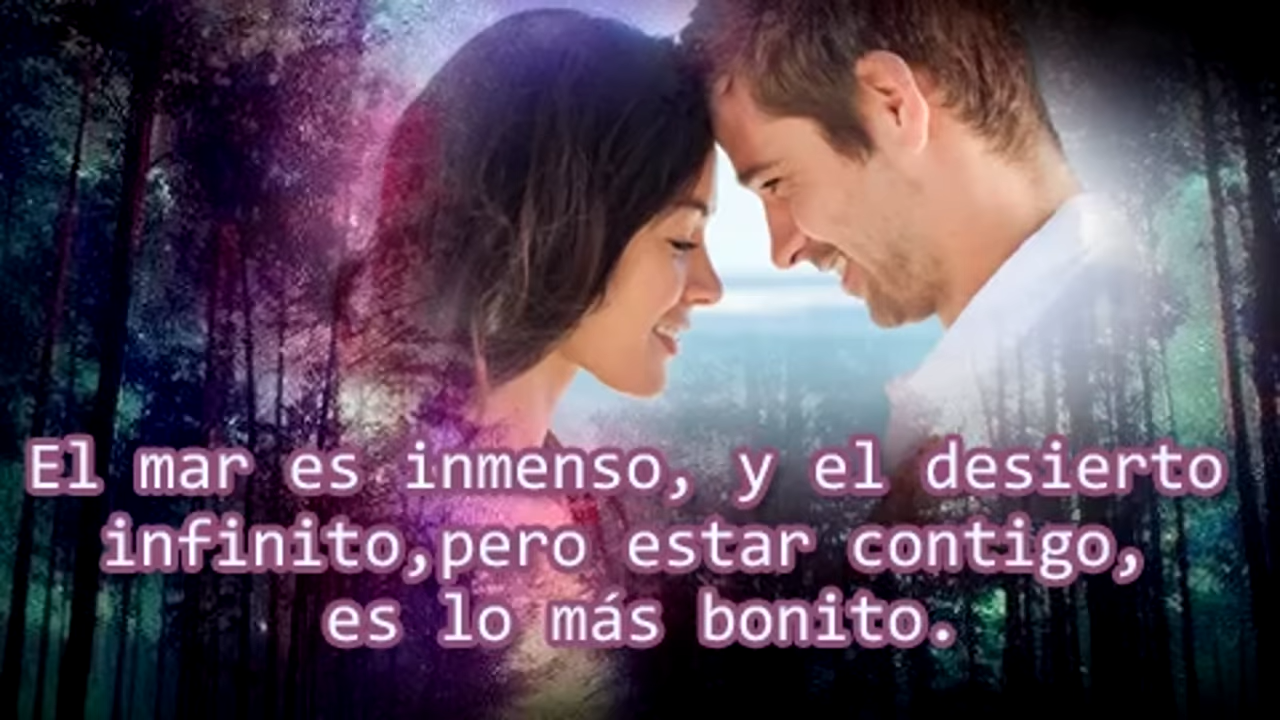 El mar es inmenso, y el desierto
infinito,pero estar contigo,
es lo más bonito.